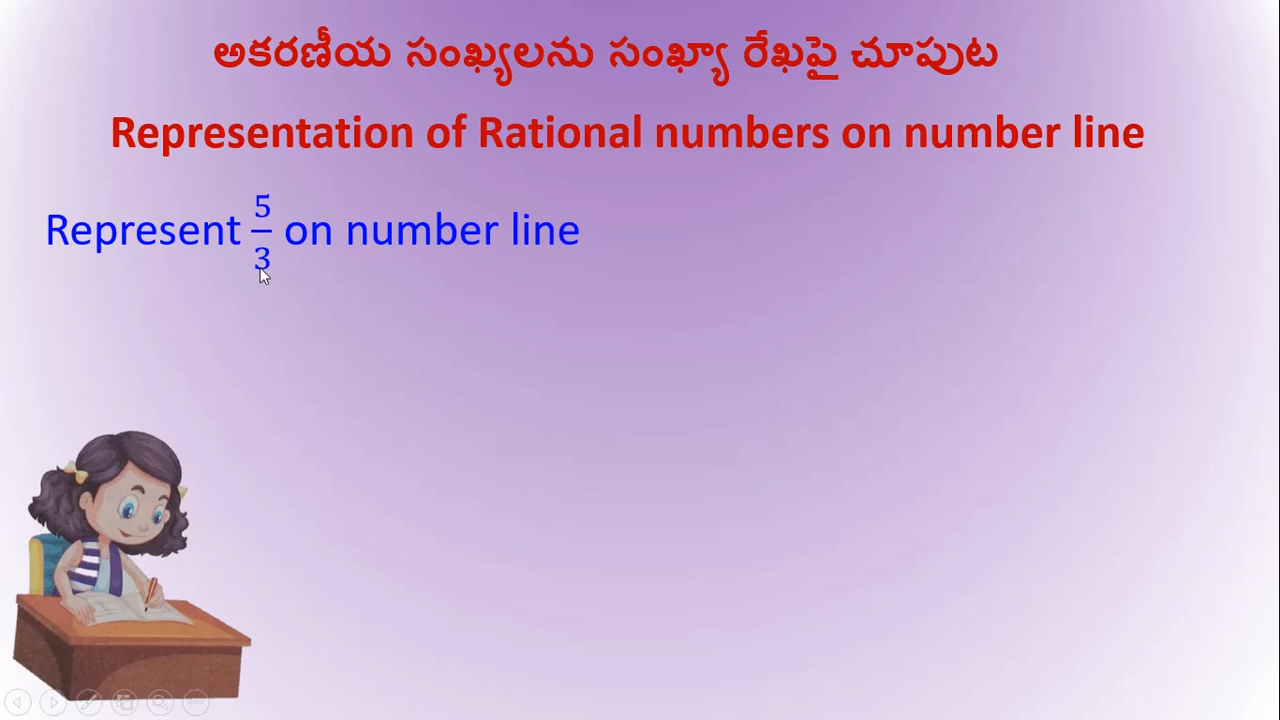 అకరణీయ సంఖ్యలను సంఖ్యా రేఖపై చూపుట
Representation of Rational numbers on number line
Represent 5/3 on number line